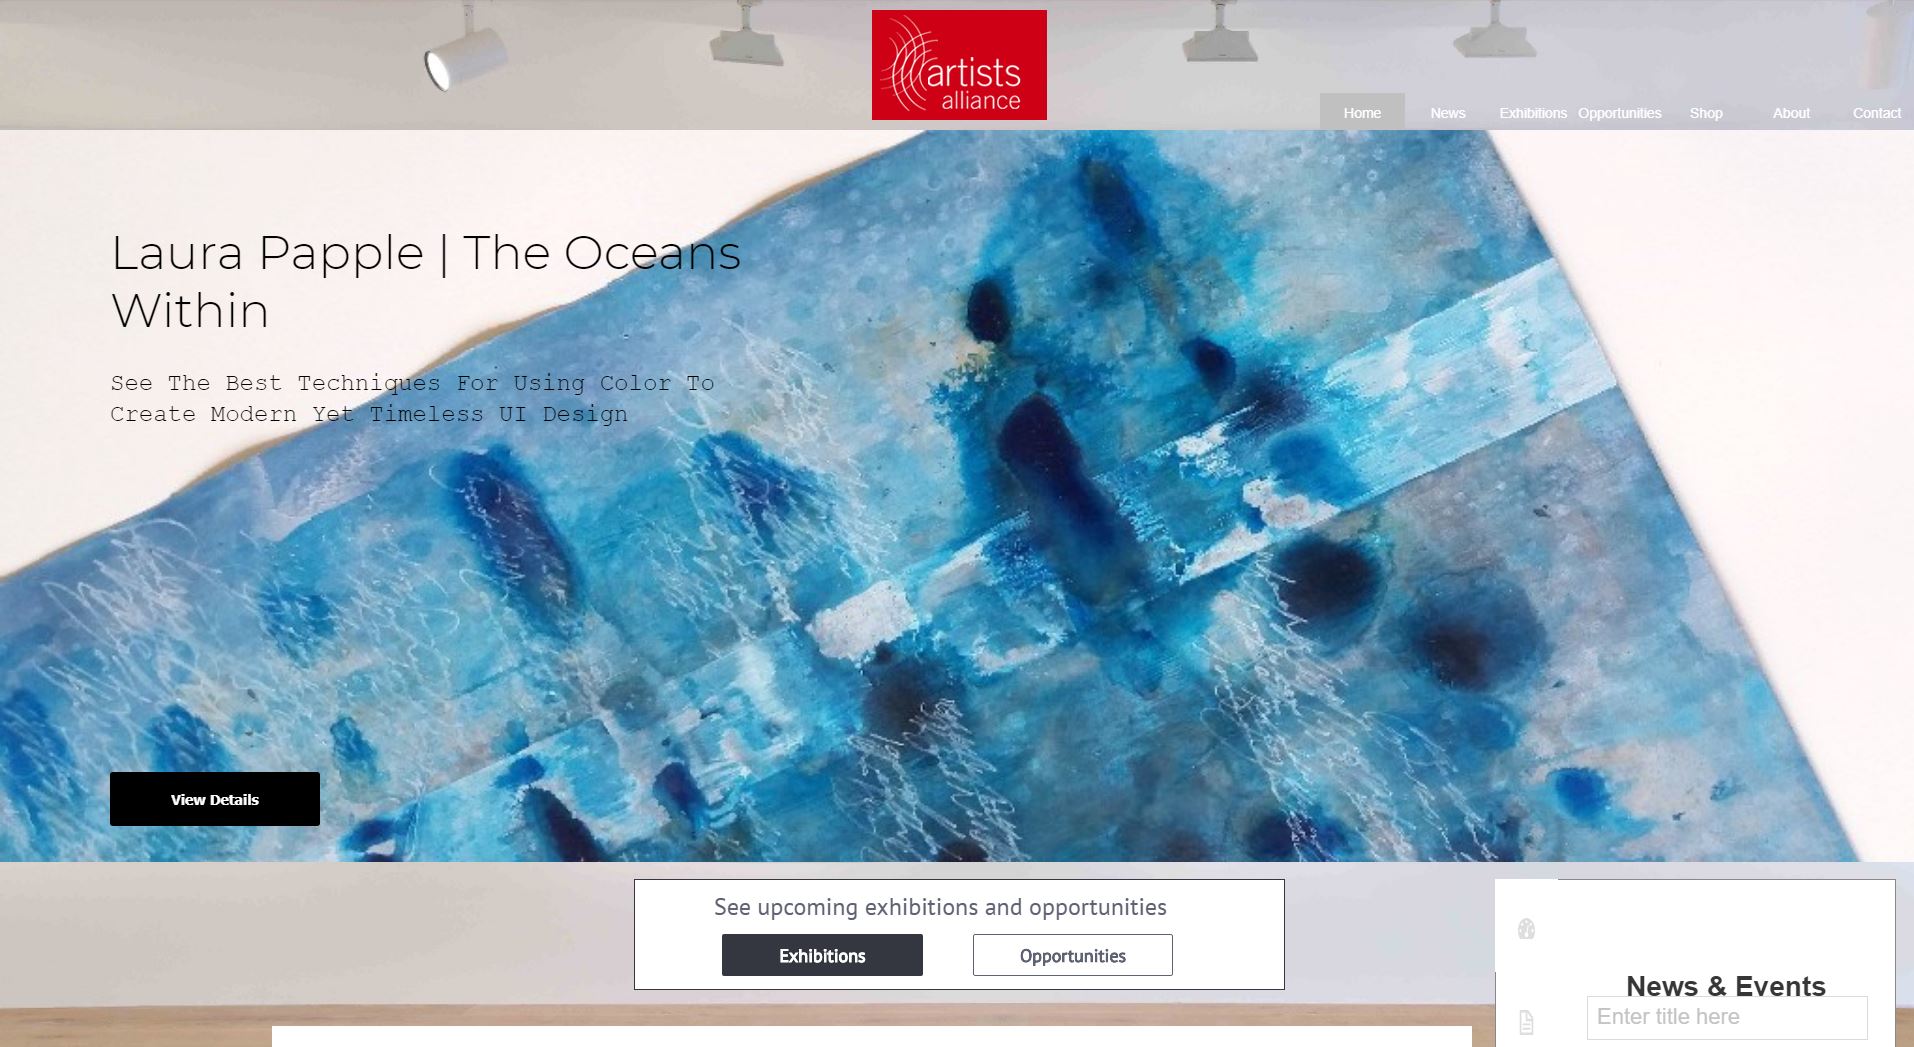 artists
alliance
Home News Exhibitions Opportunities Shop About Contact
Laura Papple | The Oceans
Within
See The Best Techniques For Using Color To
Create Modern Yet Timeless UI Design
View Details
See upcoming exhibitions and opportunities
Exhibitions Opportunities
News & Events
Enter title here